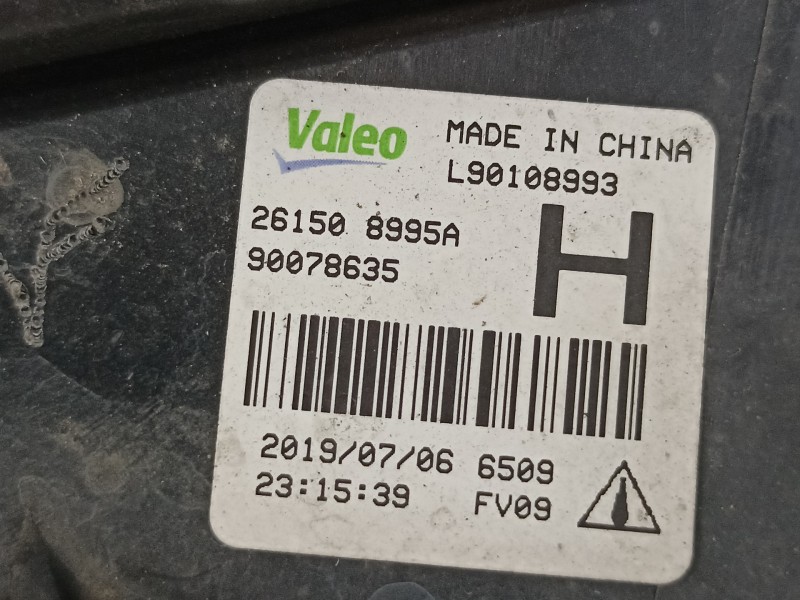 Valeo MADE IN CHINA
L90108993
26150 8995A
90078635
H
2019/07/06 6509
23:15:39 FV09